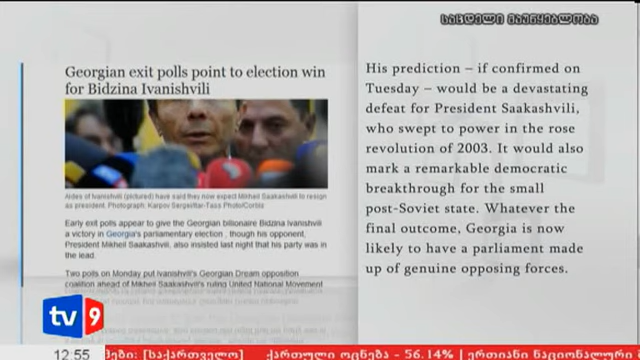 საცდელი მაუწყებლობა
Georgian exit polls point to election win
for Bidzina Ivanishvili
Aides of Ivanishvili (pictured) have said they now expect Mikheil Saakashvili to resign
as president. Photograph: Karpov Sergei/Itar-Tass Photo/Corbis
Early exit polls appear to give the Georgian billionaire Bidzina Ivanishvili
a victory in Georgia's parliamentary election , though his opponent,
President Mikheil Saakashvili, also insisted last night that his party was in
the lead.
Two polls on Monday put Ivanishvili's Georgian Dream opposition
coalition ahead of Mikheil Saakashvili's ruling United National Movement
His prediction – if confirmed on
Tuesday – would be a devastating
defeat for President Saakashvili,
who swept to power in the rose
revolution of 2003. It would also
mark a remarkable democratic
breakthrough for the small
post-Soviet state. Whatever the
final outcome, Georgia is now
likely to have a parliament made
up of genuine opposing forces.
tv 9
12:55 [საქართველო] ქართული ოცნება - 56.14% | ერთიანი ნაციონალური